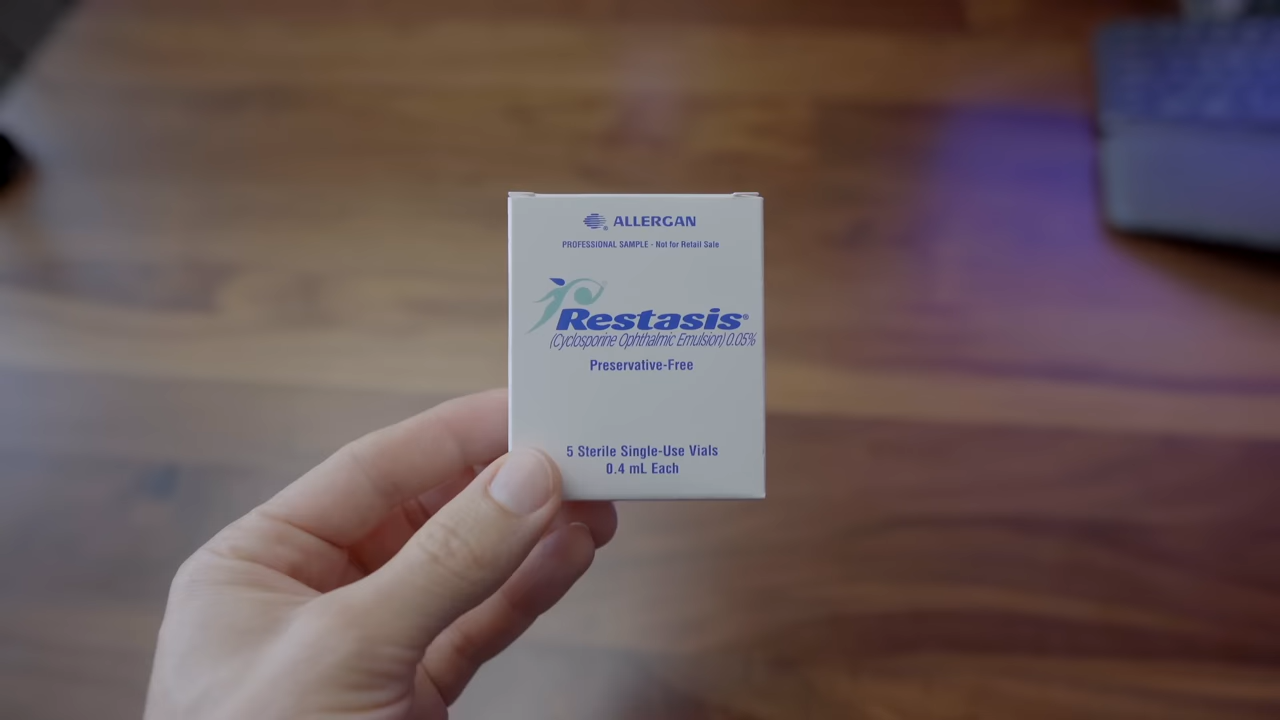 ALLERGAN
PROFESSIONAL SAMPLE - Not for Retail Sale
Restasis®
(Cyclosporine Ophthalmic Emulsion) 0.05%
Preservative-Free
5 Sterile Single-Use Vials
0.4 mL Each